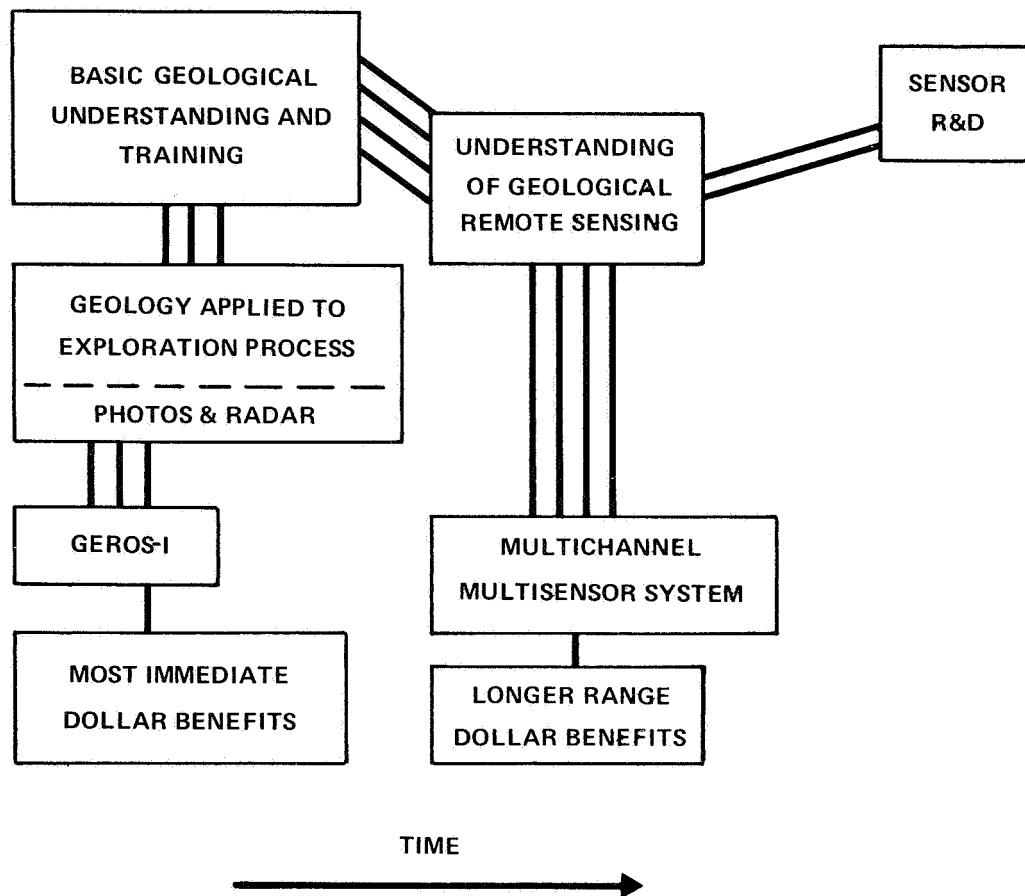 BASIC GEOLOGICAL
UNDERSTANDING AND
TRAINING
SENSOR
R&D
UNDERSTANDING
OF GEOLOGICAL
REMOTE SENSING
GEOLOGY APPLIED TO
EXPLORATION PROCESS
PHOTOS & RADAR
GEROS-I
MULTICHANNEL
MULTISENSOR SYSTEM
MOST IMMEDIATE
DOLLAR BENEFITS
LONGER RANGE
DOLLAR BENEFITS
TIME